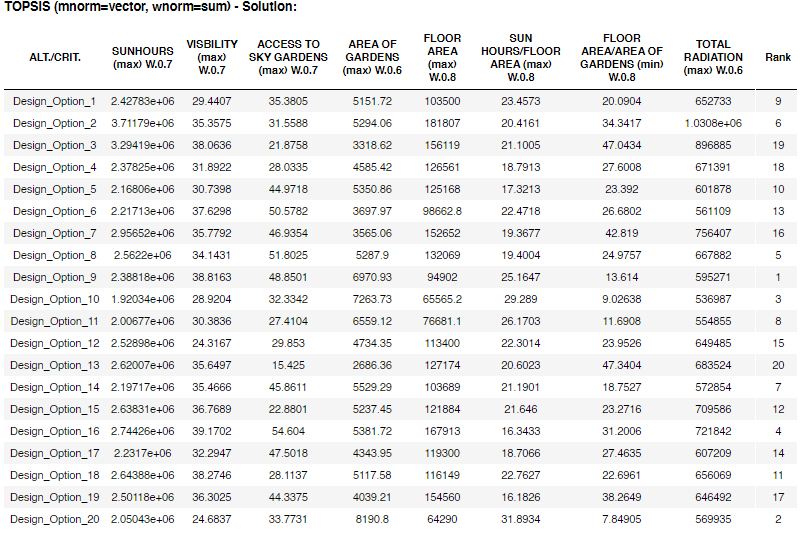 TOPSIS (mnorm=vector, wnorm=sum) - Solution:
ALT./CRIT. SUNHOURS (max) W.0.7 VISBILITY (max) W.0.7 ACCESS TO SKY GARDENS (max) W.0.7 AREA OF GARDENS (max) W.0.6 FLOOR AREA (max) W.0.8 SUN HOURS/FLOOR AREA (max) W.0.8 FLOOR AREA/AREA OF GARDENS (min) W.0.8 TOTAL RADIATION (max) W.0.6 Rank
Design_Option_1 2.42783e+06 29.4407 35.3805 5151.72 103500 23.4573 20.0904 652733 9
Design_Option_2 3.71179e+06 35.3575 31.5588 5294.06 181807 20.4161 34.3417 1.0308e+06 6
Design_Option_3 3.29419e+06 38.0636 21.8758 3318.62 156119 21.1005 47.0434 896885 19
Design_Option_4 2.37825e+06 31.8922 28.0335 4585.42 126561 18.7913 27.6008 671391 18
Design_Option_5 2.16806e+06 30.7398 44.9718 5350.86 125168 17.3213 23.392 601878 10
Design_Option_6 2.21713e+06 37.6298 50.5782 3697.97 98662.8 22.4718 26.6802 561109 13
Design_Option_7 2.95652e+06 35.7792 46.9354 3565.06 152652 19.3677 42.819 756407 16
Design_Option_8 2.5622e+06 34.1431 51.8025 5287.9 132069 19.4004 24.9757 667882 5
Design_Option_9 2.38818e+06 38.8163 48.8501 6970.93 94902 25.1647 13.614 595271 1
Design_Option_10 1.92034e+06 28.9204 32.3342 7263.73 65565.2 29.289 9.02638 536987 3
Design_Option_11 2.00677e+06 30.3836 27.4104 6559.12 76681.1 26.1703 11.6908 554855 8
Design_Option_12 2.52898e+06 24.3167 29.853 4734.35 113400 22.3014 23.9526 649485 15
Design_Option_13 2.62007e+06 35.6497 15.425 2686.36 127174 20.6023 47.3404 683524 20
Design_Option_14 2.19717e+06 35.4666 45.8611 5529.29 103689 21.1901 18.7527 572854 7
Design_Option_15 2.63831e+06 36.7689 22.8801 5237.45 121884 21.646 23.2716 709586 12
Design_Option_16 2.74426e+06 39.1702 54.604 5381.72 167913 16.3433 31.2006 721842 4
Design_Option_17 2.2317e+06 32.2947 47.5018 4343.95 119300 18.7066 27.4635 607209 14
Design_Option_18 2.64388e+06 38.2746 28.1137 5117.58 116149 22.7627 22.6961 656069 11
Design_Option_19 2.50118e+06 36.3025 44.3375 4039.21 154560 16.1826 38.2649 646492 17
Design_Option_20 2.05043e+06 24.6837 33.7731 8190.8 64290 31.8934 7.84905 569935 2